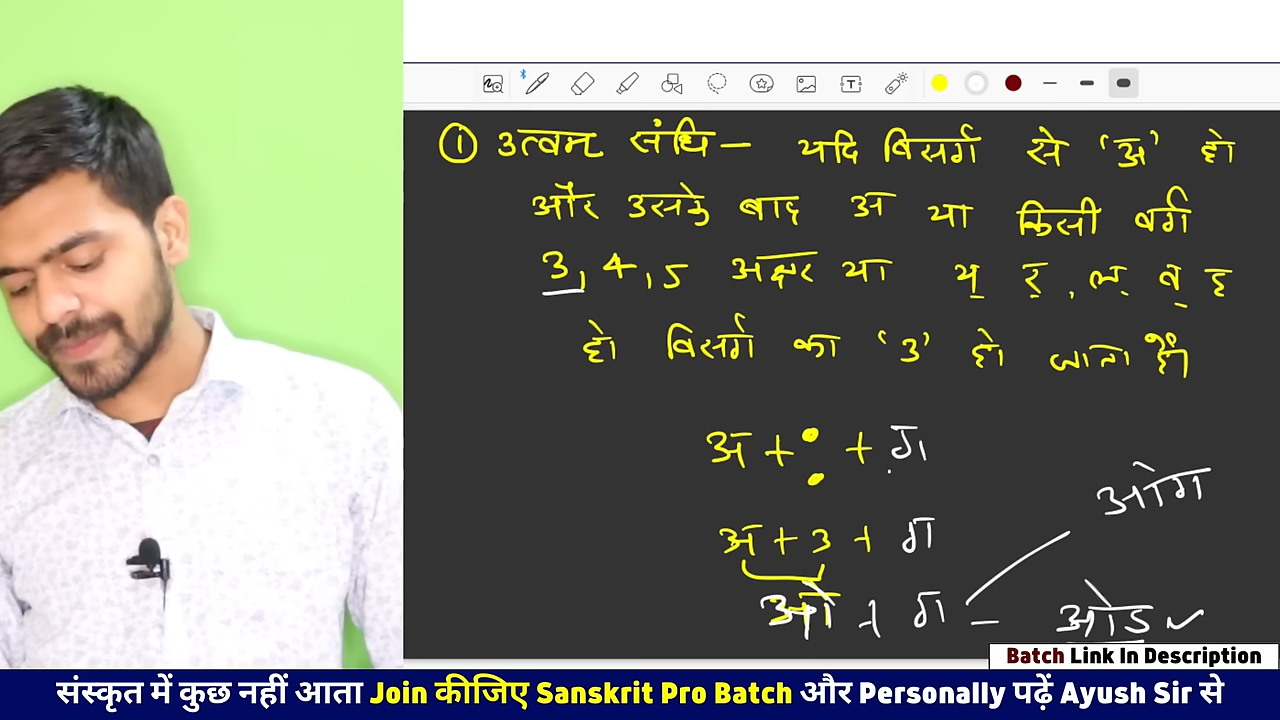 ① उत्वम संधि – यदि विसर्ग से 'अ' हो
और उसके बाद अ या किसी वर्ग
3, 4, 5 अक्षर या य् र्, ल्, व् ह
हो विसर्ग का 'उ' हो जाता है।
अ + : + ग
अ + उ + ग
ओग
ओ + ग – ओऽ
Batch Link In Description
संस्कृत में कुछ नहीं आता Join कीजिए Sanskrit Pro Batch और Personally पढ़ें Ayush Sir से